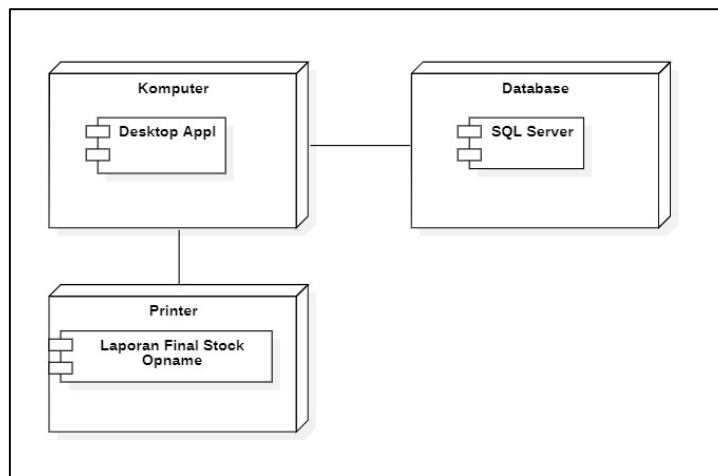 Komputer
Desktop Appl
Database
SQL Server
Printer
Laporan Final Stock
Opname